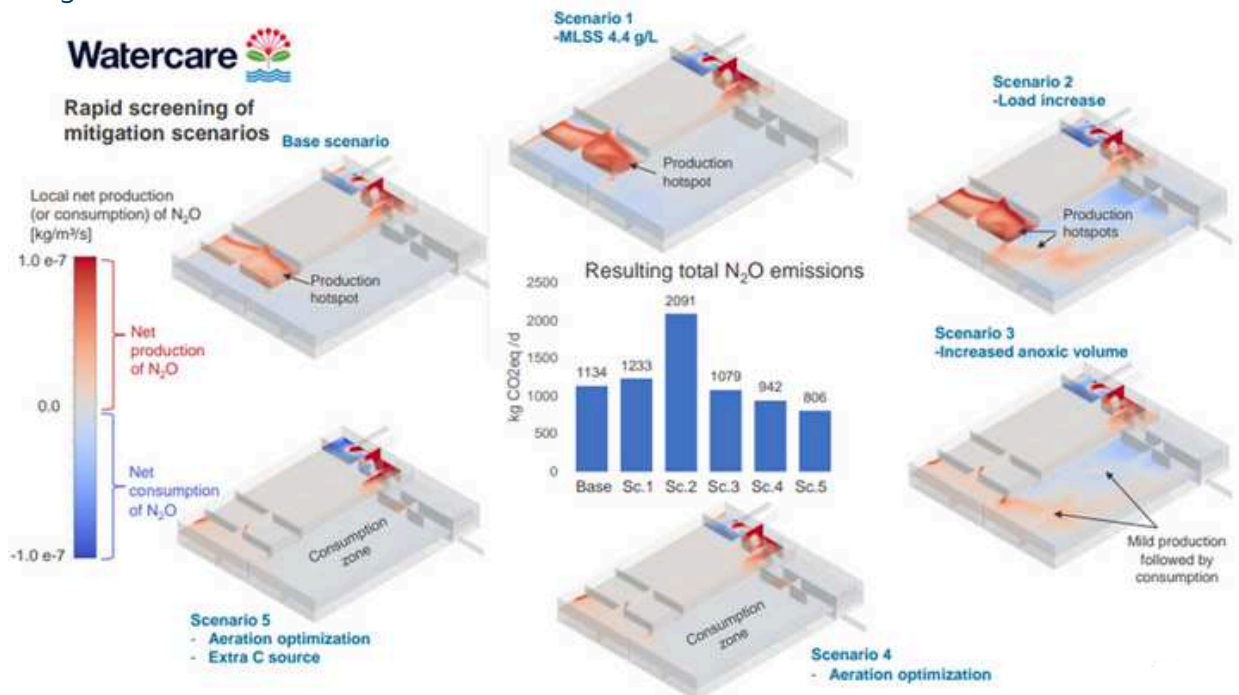 Watercare
Rapid screening of
mitigation scenarios
Base scenario
Local net production
(or consumption) of N₂O
[kg/m³/s]
1.0 e-7
0.0
-1.0 e-7
Net
production
of N₂O
Net
consumption
of N₂O
Production
hotspot
Scenario 1
-MLSS 4.4 g/L
Production
hotspot
Scenario 2
-Load increase
Production
hotspots
Resulting total N₂O emissions
kg CO2eq /d
2500
2000
1500
1000
500
0
1134
1233
2091
1079
942
806
Base Sc.1 Sc.2 Sc.3 Sc.4 Sc.5
Scenario 3
-Increased anoxic volume
Mild production
followed by
consumption
Consumption
zone
Scenario 5
- Aeration optimization
- Extra C source
Consumption
zone
Scenario 4
- Aeration optimization